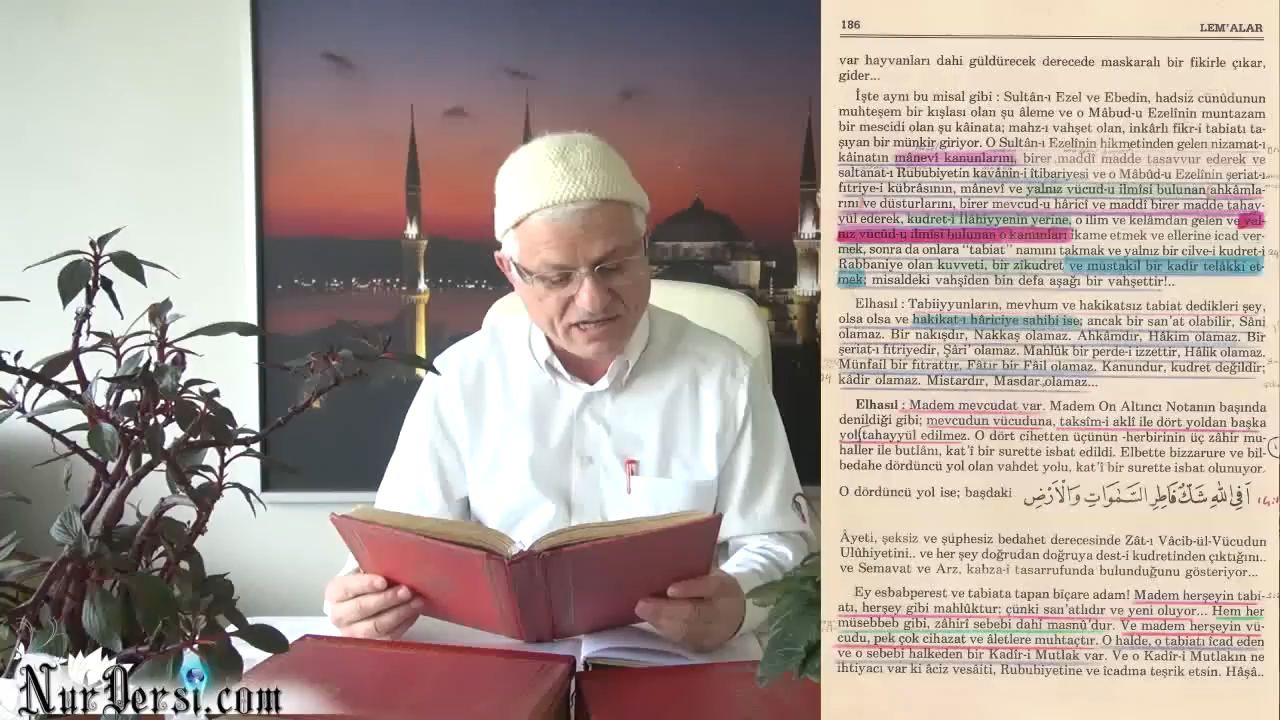 186
LEM'ALAR
var hayvanları dahi güldürecek derecede maskaralı bir fikirle çıkar,
gider...
İşte aynı bu misal gibi : Sultân-ı Ezel ve Ebedin, hadsiz cünûdunun
muhteşem bir kışlası olan şu âleme ve o Mâbud-u Ezelînin muntazam
bir mescidi olan şu kâinata; mahz-ı vahşet olan, inkârlı fikr-i tabiatı ta-
şıyan bir münkir giriyor. O Sultan-ı Ezelînin hikmetinden gelen nizamat-ı
kâinatın mânevî kanunlarını, birer maddî madde tasavvur ederek ve
saltanat-ı Rububiyetin kavânin-i îtibariyesi ve o Mâbûd-u Ezelînin şeriat-ı
fıtriye-i kübrâsının, mânevî ve yalnız vücud-u ilmîsi bulunan ahkâmla-
rını ve düsturlarını, birer mevcud-u hâricî ve maddî birer madde tahay-
yül ederek, kudret-i İlâhiyyenin yerine, o ilim ve kelâmdan gelen ve yal-
nız vücûd-u ilmîsi bulunan o kanunları ikame etmek ve ellerine icad ver-
mek, sonra da onlara "tabiat" namını takmak ve yalnız bir cilve-i kudret-i
Rabbaniye olan kuvveti, bir zîkudret ve müstakil bir kadîr telâkki et-
mek; misaldeki vahşiden bin defa aşağı bir vahşettir!..
Elhasıl : Tabiiyyunların, mevhum ve hakikatsız tabiat dedikleri şey,
olsa olsa ve hakikat-ı hâriciye sahibi ise; ancak bir san'at olabilir, Sâni
olamaz. Bir nakışdır, Nakkaş olamaz. Ahkâmdır, Hâkim olamaz. Bir
şeriat-ı fıtriyedir, Şâri' olamaz. Mahlûk bir perde-i izzettir, Hâlik olamaz.
Münfail bir fıtrattır, Fâtır bir Fâil olamaz. Kanundur, kudret değildir;
kâdir olamaz. Mistardır, Masdar olamaz...
Elhasıl : Madem mevcudat var. Madem On Altıncı Notanın başında
denildiği gibi; mevcudun vücuduna, taksîm-i aklî ile dört yoldan başka
yol tahayyül edilmez. O dört cihetten üçünün -herbirinin üç zâhir mu-
haller ile butlânı, kat'î bir surette isbat edildi. Elbette bizzarure ve bil-
bedahe dördüncü yol olan vahdet yolu, kat'î bir surette isbat olunuyor.
O dördüncü yol ise; başdaki اَفِى اللّٰهِ شَكٌّ فَاطِرِ السَّمٰوَاتِ وَالْاَرْضِ
Âyeti, şeksiz ve şüphesiz bedahet derecesinde Zât-ı Vâcib-ül-Vücudun
Ulûhiyetini.. ve her şey doğrudan doğruya dest-i kudretinden çıktığını..
ve Semavat ve Arz, kabza-i tasarrufunda bulunduğunu gösteriyor...
Ey esbabperest ve tabiata tapan bîçare adam! Madem herşeyin tabi-
atı, herşey gibi mahlûktur; çünki san'atlıdır ve yeni oluyor... Hem her
müsebbeb gibi, zâhirî sebebi dahi masnû'dur. Ve madem herşeyin vü-
cudu, pek çok cihazat ve âletlere muhtaçtır. O halde, o tabiatı îcad eden
ve o sebebi halkeden bir Kadîr-i Mutlak var. Ve o Kadîr-i Mutlakın ne
ihtiyacı var ki âciz vesâiti, Rububiyetine ve îcadına teşrik etsin. Hâşâ..
NurDersi.com